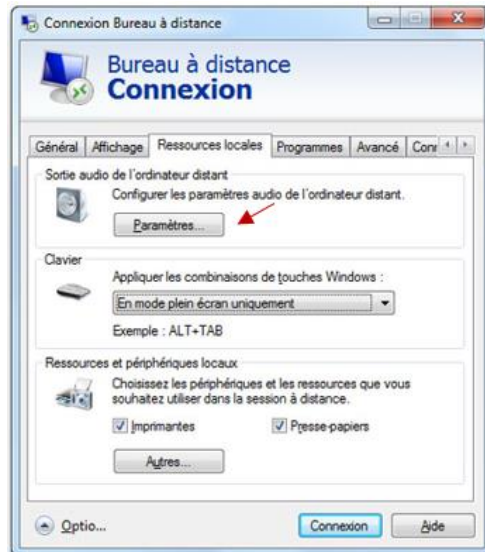 Connexion Bureau à distance
Bureau à distance
Connexion
Général Affichage Ressources locales Programmes Avancé Conr
Sortie audio de l'ordinateur distant
Configurer les paramètres audio de l'ordinateur distant.
Paramètres...
Clavier
Appliquer les combinaisons de touches Windows :
En mode plein écran uniquement
Exemple : ALT+TAB
Ressources et périphériques locaux
Choisissez les périphériques et les ressources que vous
souhaitez utiliser dans la session à distance.
Imprimantes Presse-papiers
Autres...
Optio... Connexion Aide